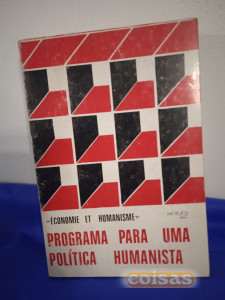 «ÉCONOMIE ET HUMANISME»
PROGRAMA PARA UMA
POLÍTICA HUMANISTA
coisas